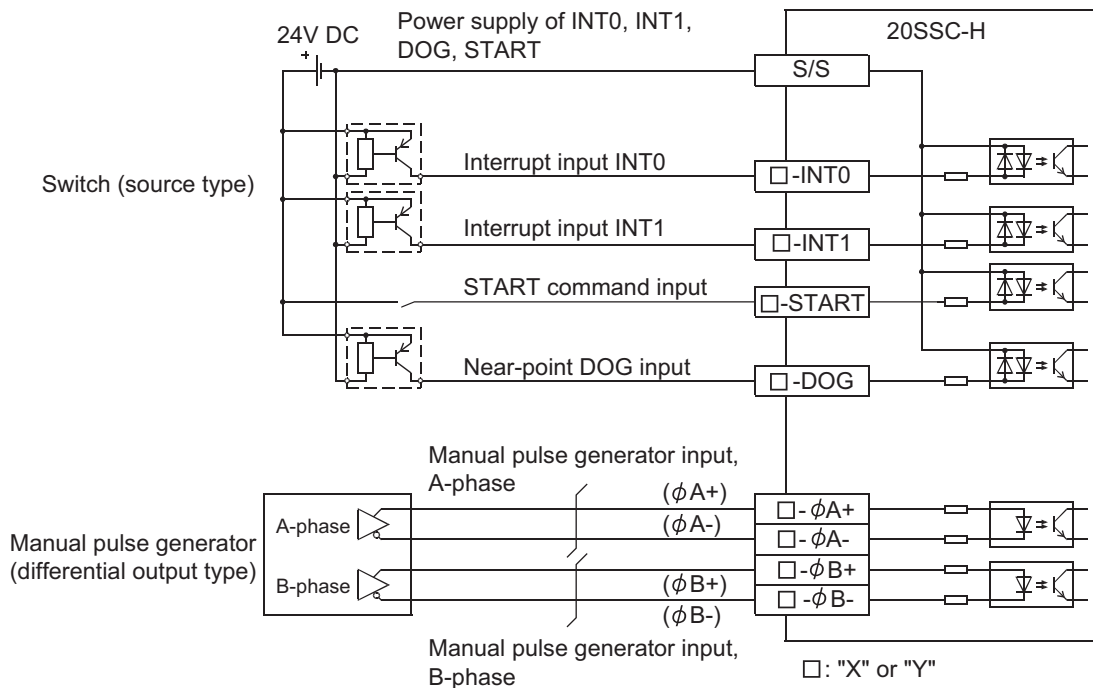 24V DC
+
Power supply of INT0, INT1,
DOG, START
20SSC-H
S/S
Switch (source type)
Interrupt input INT0
□-INT0
Interrupt input INT1
□-INT1
START command input
□-START
Near-point DOG input
□-DOG
Manual pulse generator input,
A-phase
Manual pulse generator
(differential output type)
A-phase
B-phase
(ϕA+)
(ϕA-)
(ϕB+)
(ϕB-)
□-ϕA+
□-ϕA-
□-ϕB+
□-ϕB-
Manual pulse generator input,
B-phase
□: "X" or "Y"